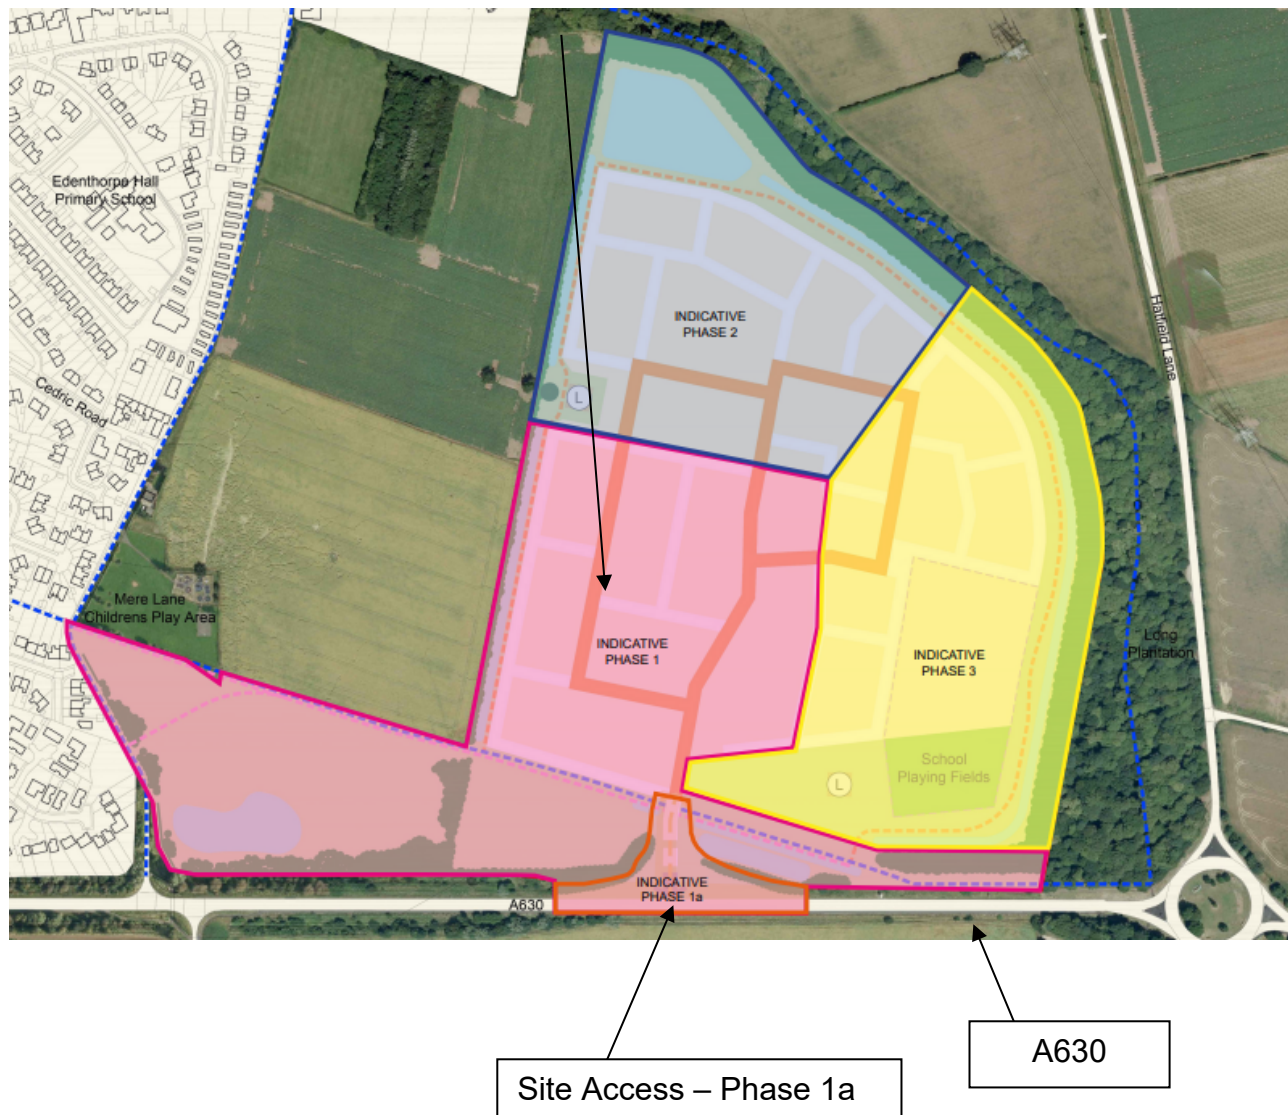 Edenthorpe Hall
Primary School
Hatfield Lane
INDICATIVE
PHASE 2
L
Cedric Road
Mere Lane
Childrens Play Area
INDICATIVE
PHASE 1
INDICATIVE
PHASE 3
Long
Plantation
School
Playing Fields
L
INDICATIVE
PHASE 1a
A630
A630
Site Access – Phase 1a